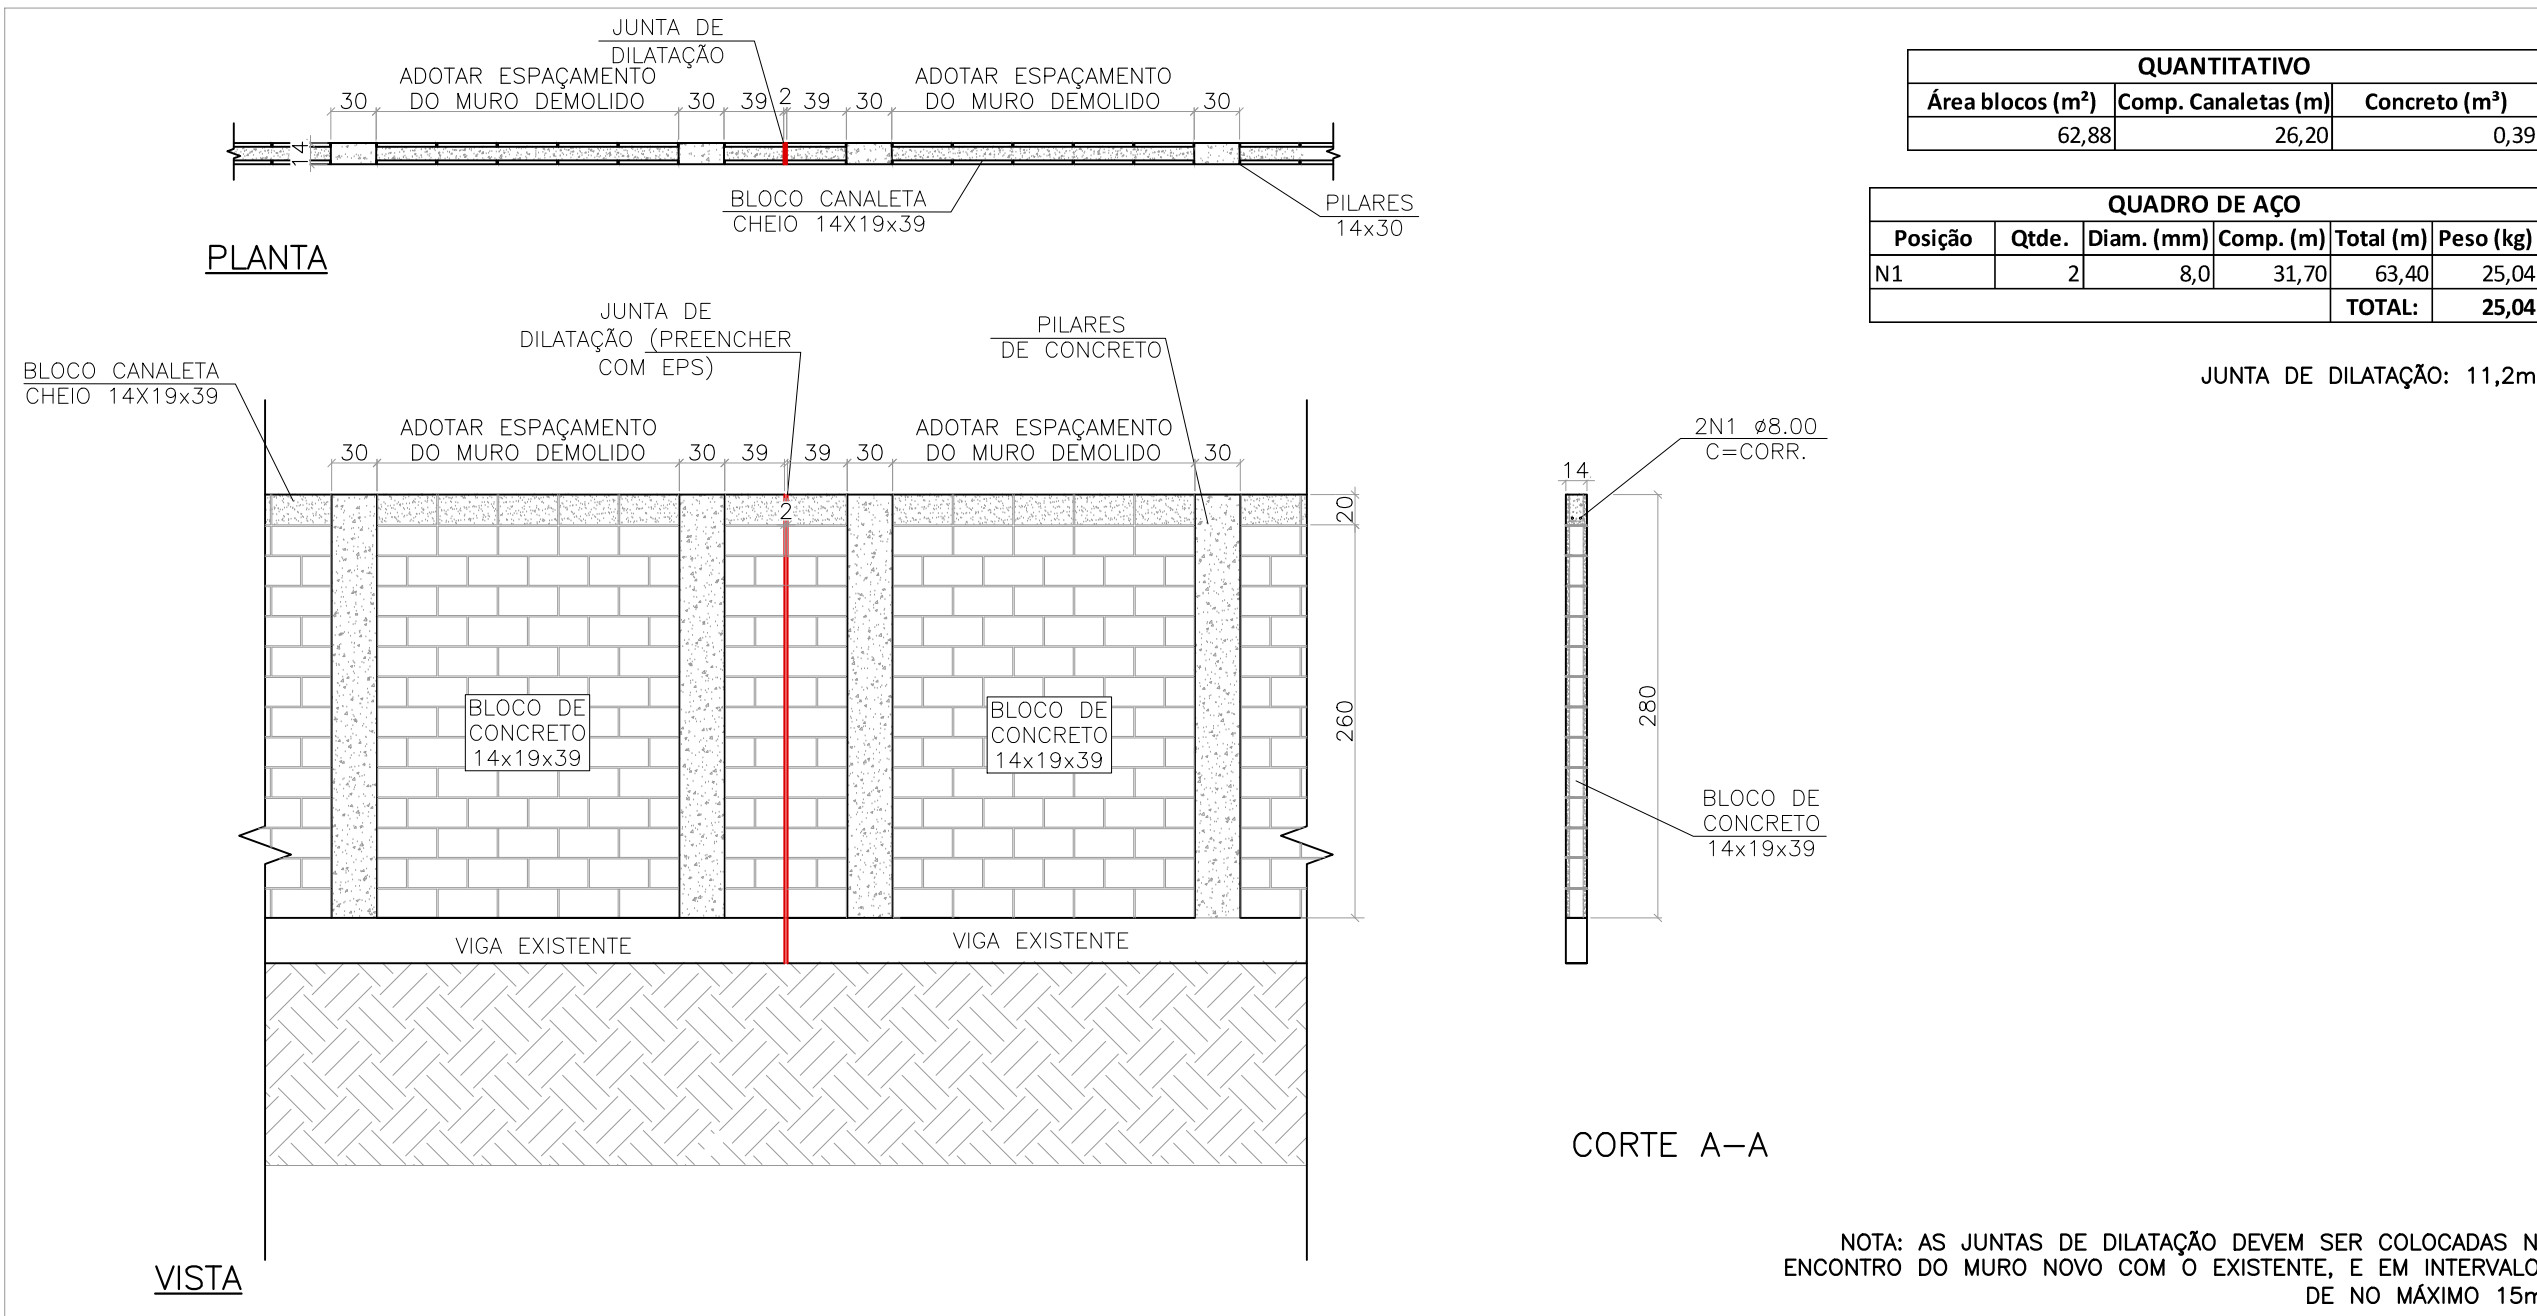 JUNTA DE
DILATAÇÃO
ADOTAR ESPAÇAMENTO
DO MURO DEMOLIDO
ADOTAR ESPAÇAMENTO
DO MURO DEMOLIDO
30
30
39
2
39
30
30
14
BLOCO CANALETA
CHEIO 14X19x39
PILARES
14x30
PLANTA
QUANTITATIVO
Área blocos (m²) Comp. Canaletas (m) Concreto (m³)
62,88 26,20 0,39
QUADRO DE AÇO
Posição Qtde. Diam. (mm) Comp. (m) Total (m) Peso (kg)
N1 2 8,0 31,70 63,40 25,04
TOTAL: 25,04
JUNTA DE DILATAÇÃO: 11,2m
JUNTA DE
DILATAÇÃO (PREENCHER
COM EPS)
PILARES
DE CONCRETO
BLOCO CANALETA
CHEIO 14X19x39
ADOTAR ESPAÇAMENTO
DO MURO DEMOLIDO
ADOTAR ESPAÇAMENTO
DO MURO DEMOLIDO
30
30
39
39
30
30
2
20
260
BLOCO DE
CONCRETO
14x19x39
BLOCO DE
CONCRETO
14x19x39
VIGA EXISTENTE
VIGA EXISTENTE
VISTA
2N1 ø8.00
C=CORR.
14
280
BLOCO DE
CONCRETO
14x19x39
CORTE A-A
NOTA: AS JUNTAS DE DILATAÇÃO DEVEM SER COLOCADAS
ENCONTRO DO MURO NOVO COM O EXISTENTE, E EM INTERVALO
DE NO MÁXIMO 15m